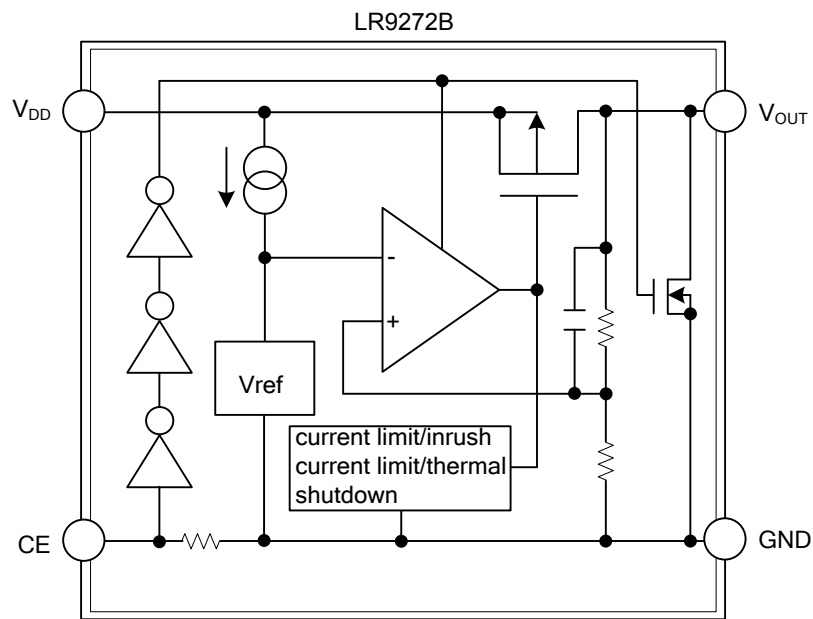 LR9272B
VDD
VOUT
-
+
Vref
current limit/inrush
current limit/thermal
shutdown
CE
GND